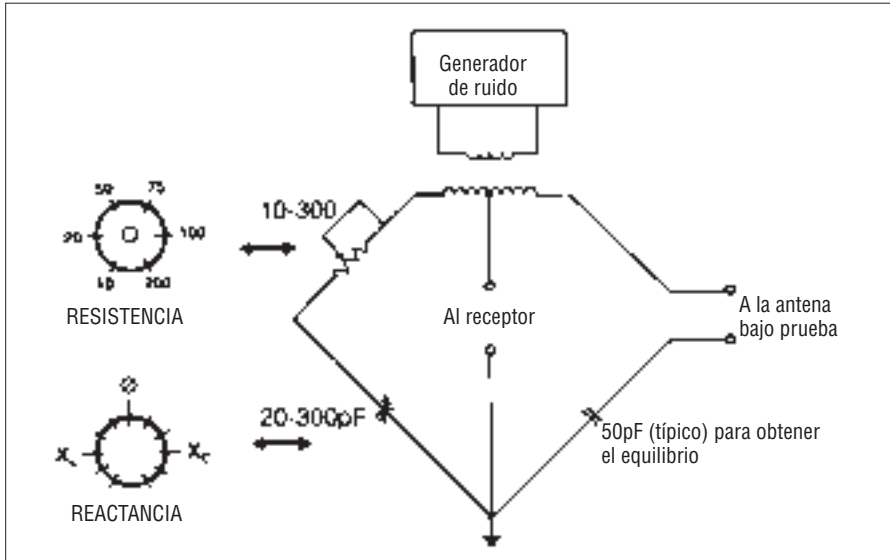 Generador
de ruido
50 75
20 100
200
RESISTENCIA
10-300
Al receptor
A la antena
bajo prueba
20-300pF
50pF (típico) para obtener
el equilibrio
REACTANCIA